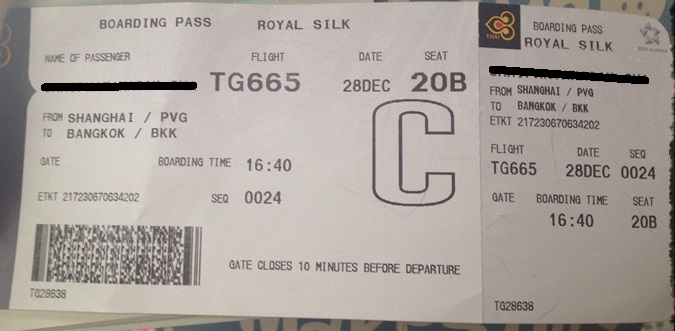 BOARDING PASS ROYAL SILK
NAME OF PASSENGER FLIGHT DATE SEAT
TG665 28DEC 20B
FROM SHANGHAI / PVG
TO BANGKOK / BKK
C
GATE BOARDING TIME 16:40
ETKT 217230670634202 SEQ 0024
GATE CLOSES 10 MINUTES BEFORE DEPARTURE
TG28638
THAI
BOARDING PASS
ROYAL SILK
STAR ALLIANCE
FROM SHANGHAI / PVG
TO BANGKOK / BKK
ETKT 217230670634202
FLIGHT DATE SEQ
TG665 28DEC 0024
GATE BOARDING TIME SEAT
16:40 20B
TG28638